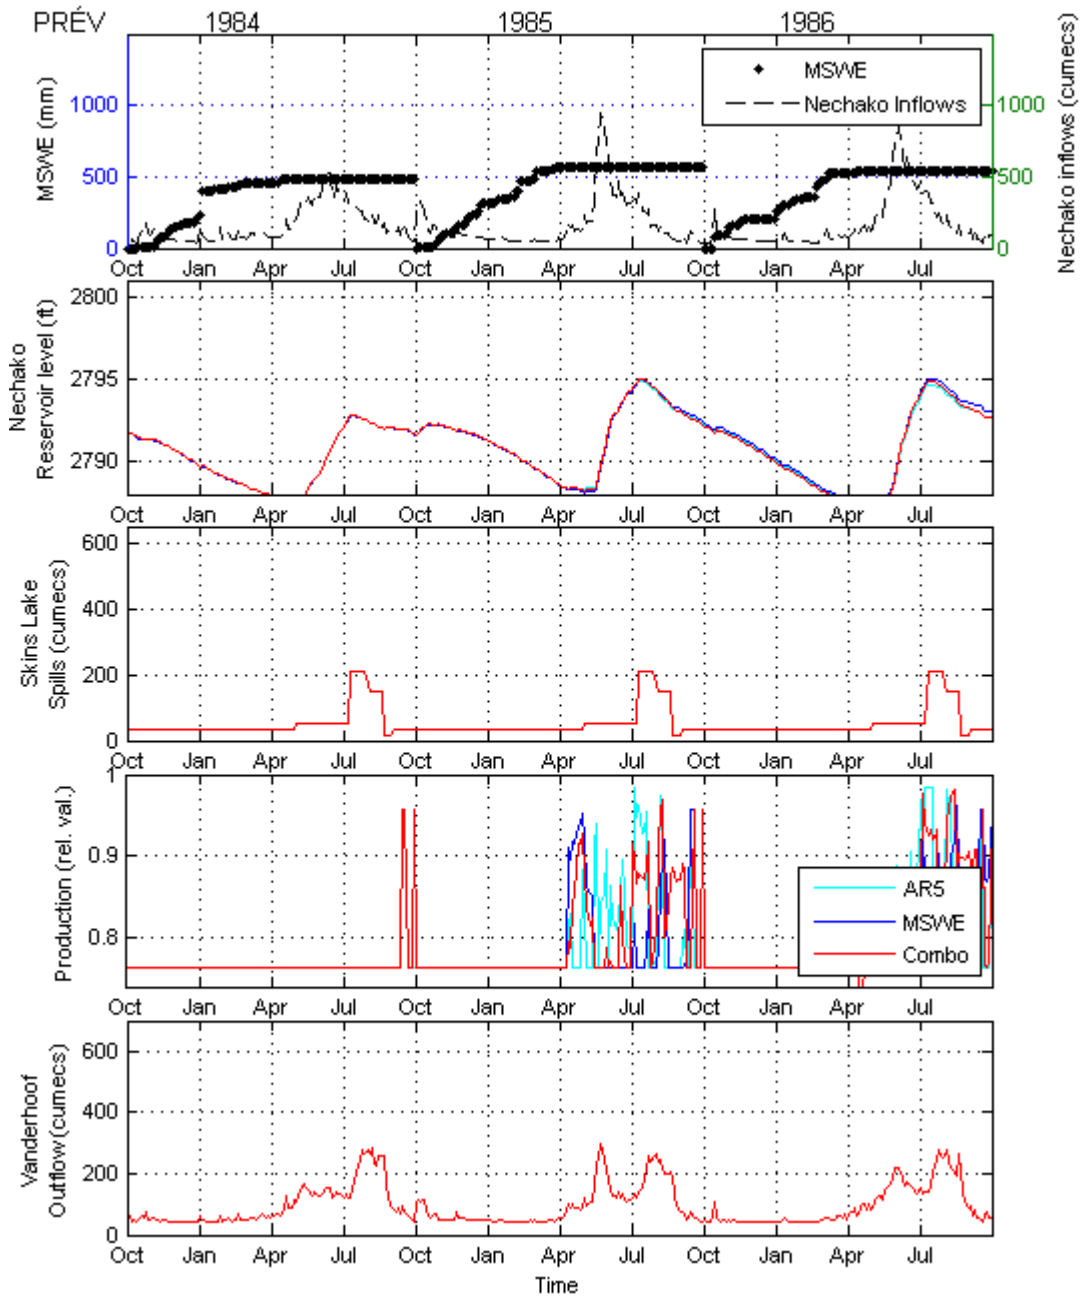 PRÉV 1984 1985 1986
MSWE
Nechako Inflows
MSWE (mm)
1000
500
0
Nechako inflows (cumecs)
1000
500
0
Oct Jan Apr Jul Oct Jan Apr Jul Oct Jan Apr Jul
Nechako
Reservoir level (ft)
2800
2795
2790
Oct Jan Apr Jul Oct Jan Apr Jul Oct Jan Apr Jul
Skins Lake
Spills (cumecs)
600
400
200
0
Oct Jan Apr Jul Oct Jan Apr Jul Oct Jan Apr Jul
Production (rel. val.)
1
0.9
0.8
AR5
MSWE
Combo
Oct Jan Apr Jul Oct Jan Apr Jul Oct Jan Apr Jul
Vanderhoof
Outflow (cumecs)
600
400
200
0
Oct Jan Apr Jul Oct Jan Apr Jul Oct Jan Apr Jul
Time